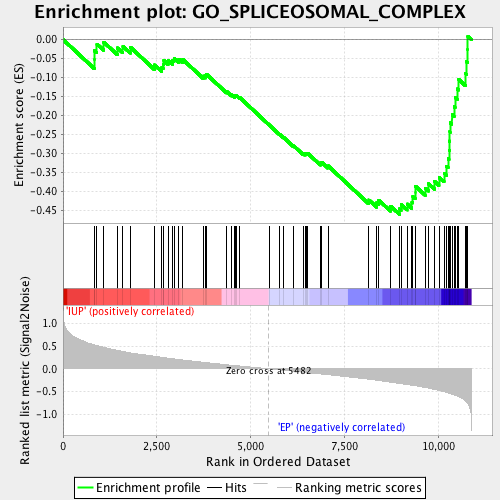 Enrichment plot: GO_SPLICEOSOMAL_COMPLEX
Enrichment score (ES)
0.00
-0.05
-0.10
-0.15
-0.20
-0.25
-0.30
-0.35
-0.40
-0.45
Ranked list metric (Signal2Noise)
1.0
0.5
0.0
-0.5
-1.0
'IUP' (positively correlated)
Zero cross at 5482
'EP' (negatively correlated)
0
2,500
5,000
7,500
10,000
Rank in Ordered Dataset
Enrichment profile
Hits
Ranking metric scores